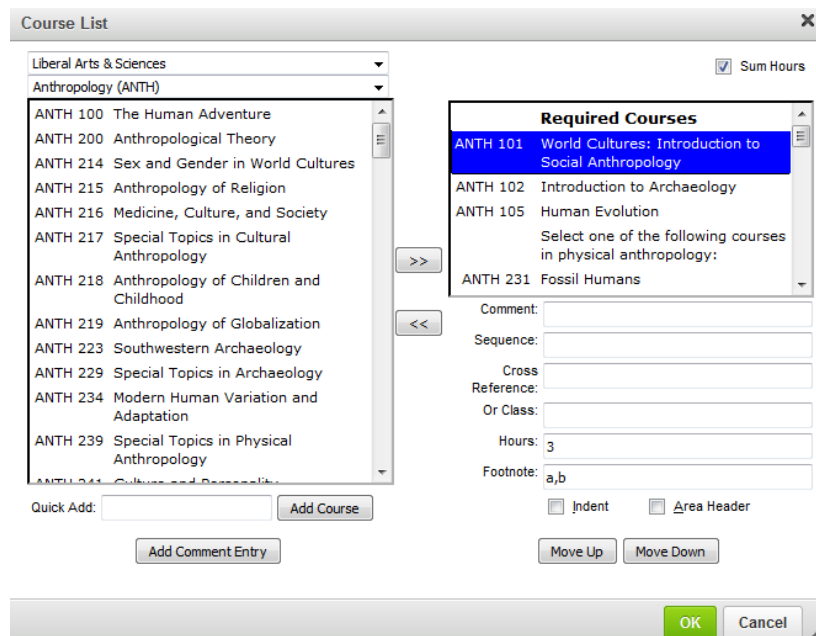 Course List
Liberal Arts & Sciences
Anthropology (ANTH)
ANTH 100 The Human Adventure
ANTH 200 Anthropological Theory
ANTH 214 Sex and Gender in World Cultures
ANTH 215 Anthropology of Religion
ANTH 216 Medicine, Culture, and Society
ANTH 217 Special Topics in Cultural
Anthropology
ANTH 218 Anthropology of Children and
Childhood
ANTH 219 Anthropology of Globalization
ANTH 223 Southwestern Archaeology
ANTH 229 Special Topics in Archaeology
ANTH 234 Modern Human Variation and
Adaptation
ANTH 239 Special Topics in Physical
Anthropology
ANTH 241 Culture and Personality
Quick Add:
Add Course
Add Comment Entry
>>
<<
Sum Hours
Required Courses
ANTH 101 World Cultures: Introduction to
Social Anthropology
ANTH 102 Introduction to Archaeology
ANTH 105 Human Evolution
Select one of the following courses
in physical anthropology:
ANTH 231 Fossil Humans
Comment:
Sequence:
Cross
Reference:
Or Class:
Hours: 3
Footnote: a,b
Indent
Area Header
Move Up
Move Down
OK
Cancel